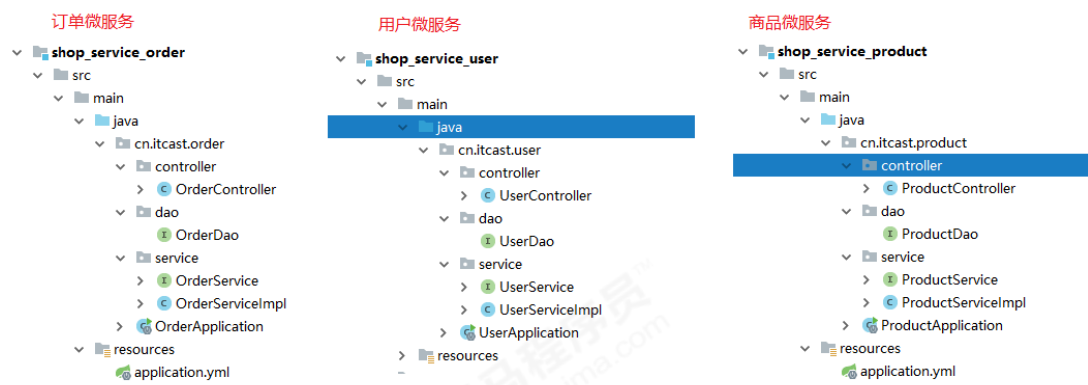 订单微服务
shop_service_order
src
main
java
cn.itcast.order
controller
OrderController
dao
OrderDao
service
OrderService
OrderServiceImpl
OrderApplication
resources
application.yml
用户微服务
shop_service_user
src
main
java
cn.itcast.user
controller
UserController
dao
UserDao
service
UserService
UserServiceImpl
UserApplication
resources
商品微服务
shop_service_product
src
main
java
cn.itcast.product
controller
ProductController
dao
ProductDao
service
ProductService
ProductServiceImpl
ProductApplication
resources
application.yml